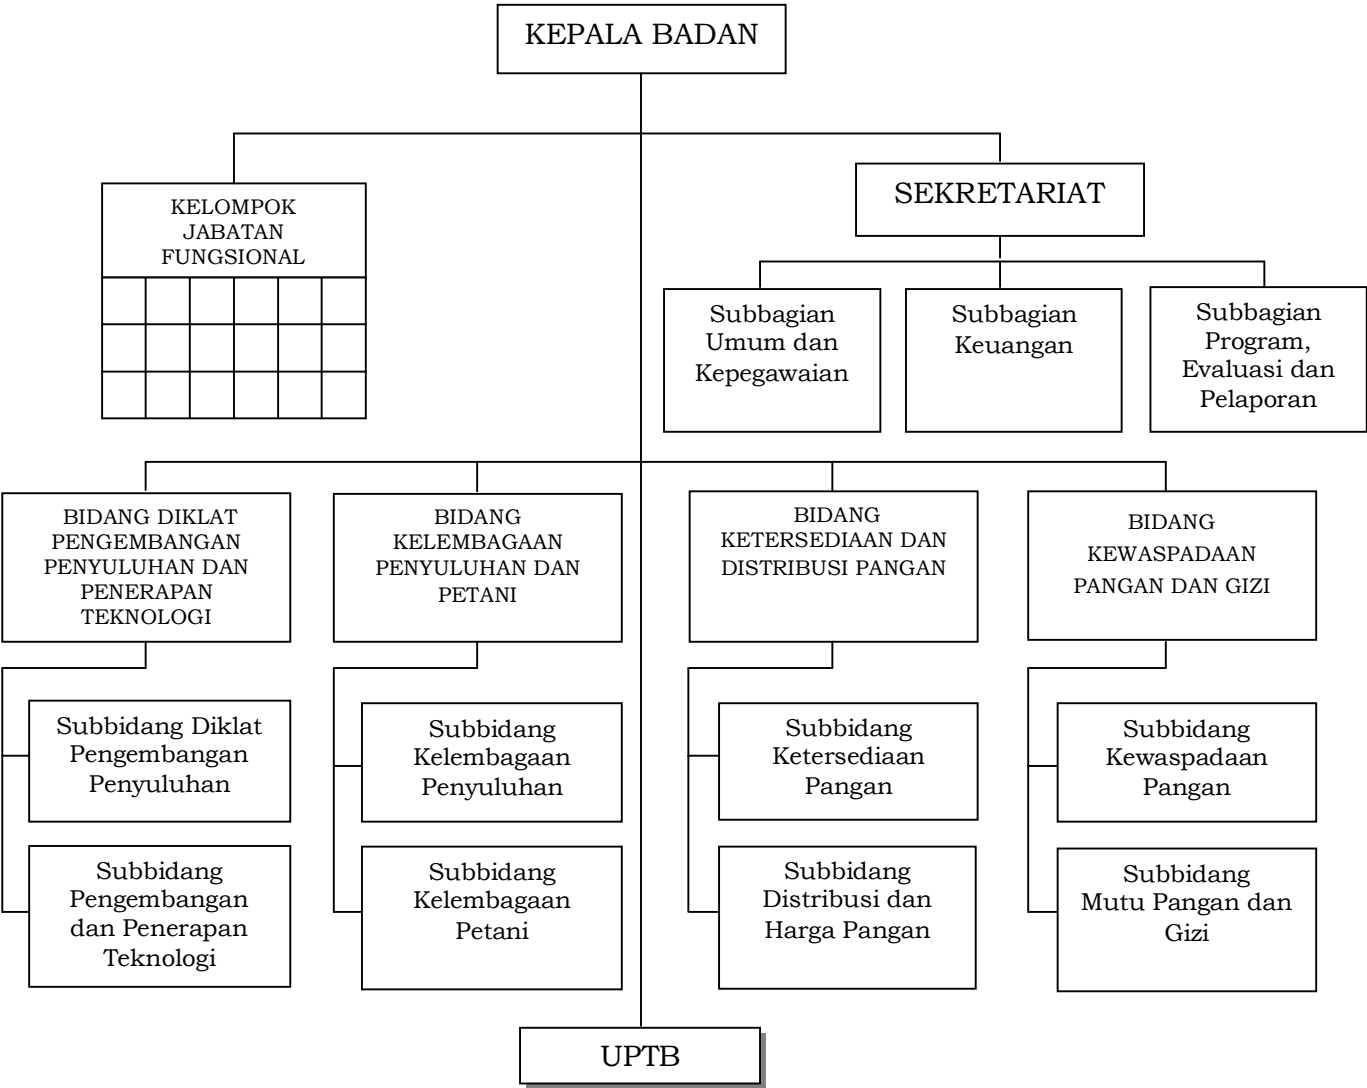 KEPALA BADAN
KELOMPOK
JABATAN
FUNGSIONAL
SEKRETARIAT
Subbagian
Umum dan
Kepegawaian
Subbagian
Keuangan
Subbagian
Program,
Evaluasi dan
Pelaporan
BIDANG DIKLAT
PENGEMBANGAN
PENYULUHAN DAN
PENERAPAN
TEKNOLOGI
BIDANG
KELEMBAGAAN
PENYULUHAN DAN
PETANI
BIDANG
KETERSEDIAAN DAN
DISTRIBUSI PANGAN
BIDANG
KEWASPADAAN
PANGAN DAN GIZI
Subbidang Diklat
Pengembangan
Penyuluhan
Subbidang
Kelembagaan
Penyuluhan
Subbidang
Ketersediaan
Pangan
Subbidang
Kewaspadaan
Pangan
Subbidang
Pengembangan
dan Penerapan
Teknologi
Subbidang
Kelembagaan
Petani
Subbidang
Distribusi dan
Harga Pangan
Subbidang
Mutu Pangan dan
Gizi
UPTB